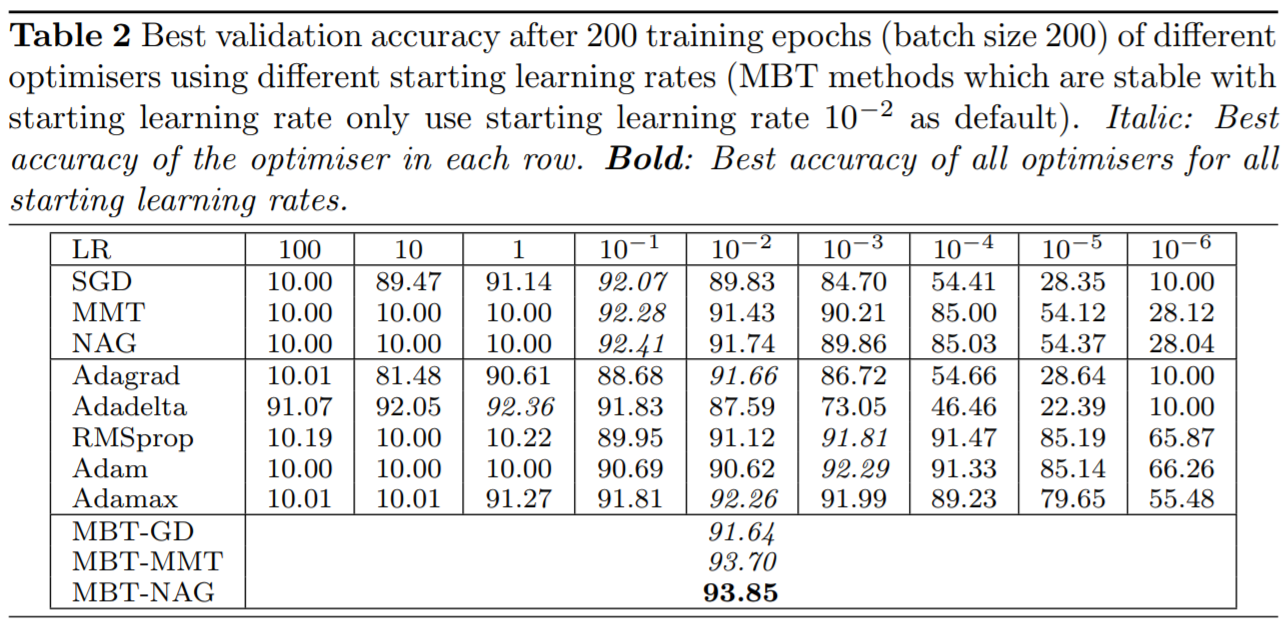 Table 2 Best validation accuracy after 200 training epochs (batch size 200) of different
optimisers using different starting learning rates (MBT methods which are stable with
starting learning rate only use starting learning rate 10⁻² as default). Italic: Best
accuracy of the optimiser in each row. Bold: Best accuracy of all optimisers for all
starting learning rates.
LR 100 10 1 10⁻¹ 10⁻² 10⁻³ 10⁻⁴ 10⁻⁵ 10⁻⁶
SGD 10.00 89.47 91.14 92.07 89.83 84.70 54.41 28.35 10.00
MMT 10.00 10.00 10.00 92.28 91.43 90.21 85.00 54.12 28.12
NAG 10.00 10.00 10.00 92.41 91.74 89.86 85.03 54.37 28.04
Adagrad 10.01 81.48 90.61 88.68 91.66 86.72 54.66 28.64 10.00
Adadelta 91.07 92.05 92.36 91.83 87.59 73.05 46.46 22.39 10.00
RMSprop 10.19 10.00 10.22 89.95 91.12 91.81 91.47 85.19 65.87
Adam 10.00 10.00 10.00 90.69 90.62 92.29 91.33 85.14 66.26
Adamax 10.01 10.01 91.27 91.81 92.26 91.99 89.23 79.65 55.48
MBT-GD 91.64
MBT-MMT 93.70
MBT-NAG 93.85